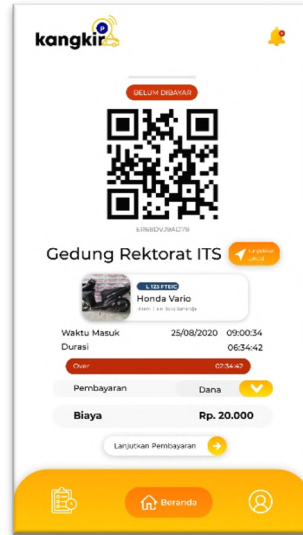 kangkir
P
BELUM DIBAYAR
Gedung Rektorat ITS
L 123 FTEIC
Honda Vario
Waktu Masuk 25/08/2020 09:00:34
Durasi 06:34:42
Over 02:34:42
Pembayaran Dana
Biaya Rp. 20.000
Lanjutkan Pembayaran
Beranda